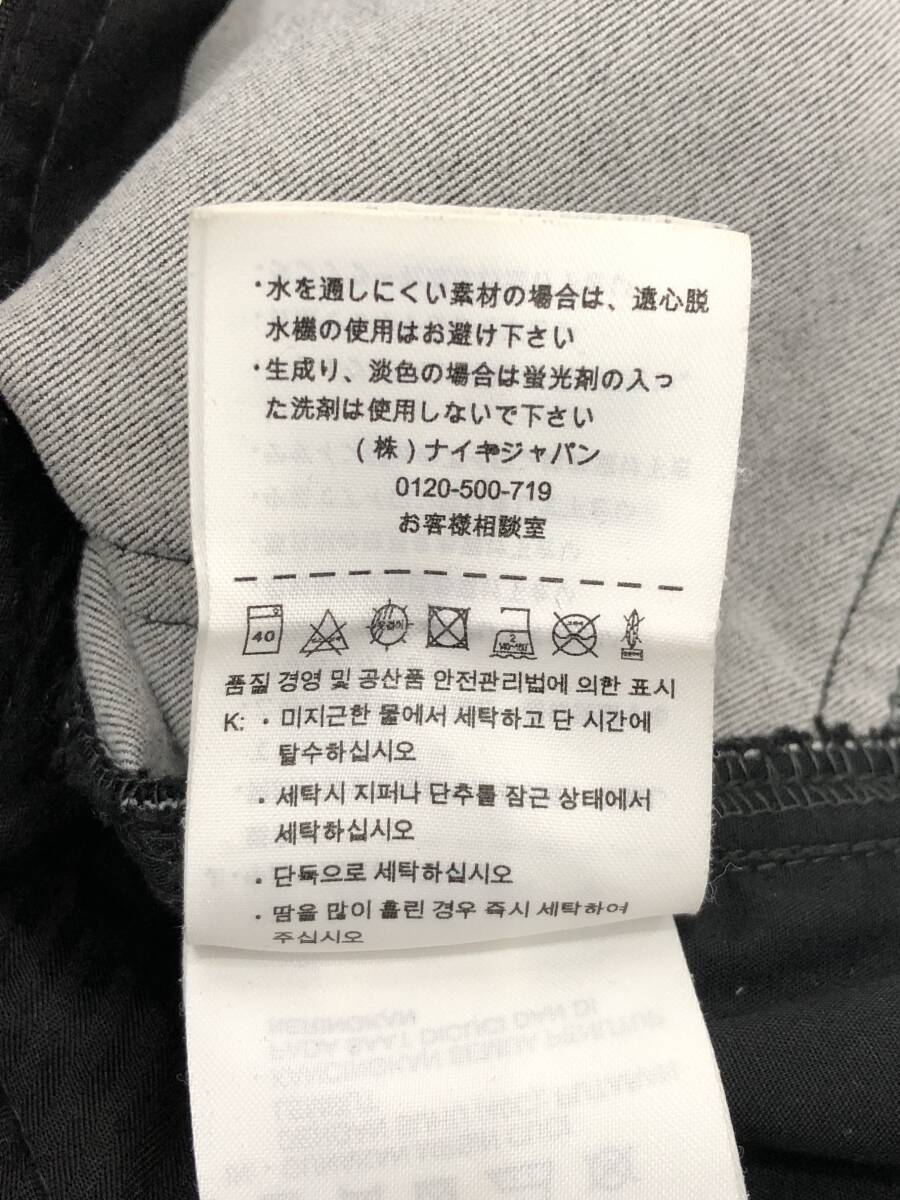 ・水を通しにくい素材の場合は、遠心脱
水機の使用はお避け下さい
・生成り、淡色の場合は蛍光剤の入っ
た洗剤は使用しないで下さい
(株)ナイキジャパン
0120-500-719
お客様相談室
40
품질 경영 및 공산품 안전관리법에 의한 표시
K: · 미지근한 물에서 세탁하고 단 시간에
탈수하십시오
· 세탁시 지퍼나 단추를 잠근 상태에서
세탁하십시오
· 단독으로 세탁하십시오
· 땀을 많이 흘린 경우 즉시 세탁하여
주십시오